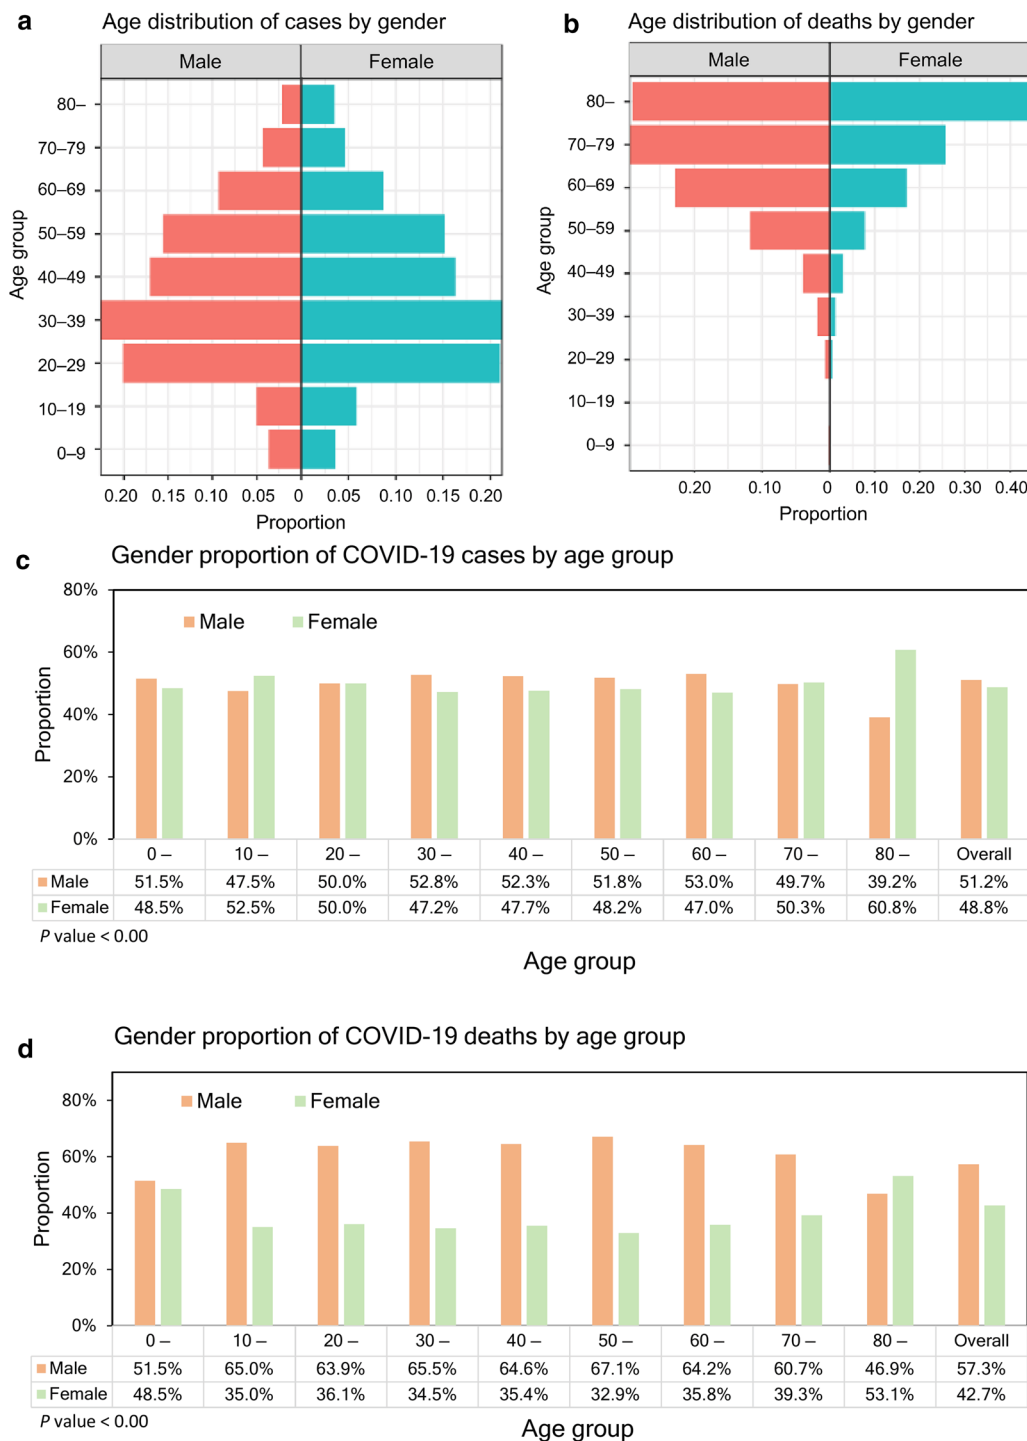 a Age distribution of cases by gender
Male Female
Age group
80–
70–79
60–69
50–59
40–49
30–39
20–29
10–19
0–9
0.20 0.15 0.10 0.05 0 0.05 0.10 0.15 0.20
Proportion
b Age distribution of deaths by gender
Male Female
Age group
80–
70–79
60–69
50–59
40–49
30–39
20–29
10–19
0–9
0.20 0.10 0 0.10 0.20 0.30 0.40
Proportion
c Gender proportion of COVID-19 cases by age group
Male Female
Proportion
80%
60%
40%
20%
0%
0 – 10 – 20 – 30 – 40 – 50 – 60 – 70 – 80 – Overall
Male 51.5% 47.5% 50.0% 52.8% 52.3% 51.8% 53.0% 49.7% 39.2% 51.2%
Female 48.5% 52.5% 50.0% 47.2% 47.7% 48.2% 47.0% 50.3% 60.8% 48.8%
P value < 0.00
Age group
d Gender proportion of COVID-19 deaths by age group
Male Female
Proportion
80%
60%
40%
20%
0%
0 – 10 – 20 – 30 – 40 – 50 – 60 – 70 – 80 – Overall
Male 51.5% 65.0% 63.9% 65.5% 64.6% 67.1% 64.2% 60.7% 46.9% 57.3%
Female 48.5% 35.0% 36.1% 34.5% 35.4% 32.9% 35.8% 39.3% 53.1% 42.7%
P value < 0.00
Age group